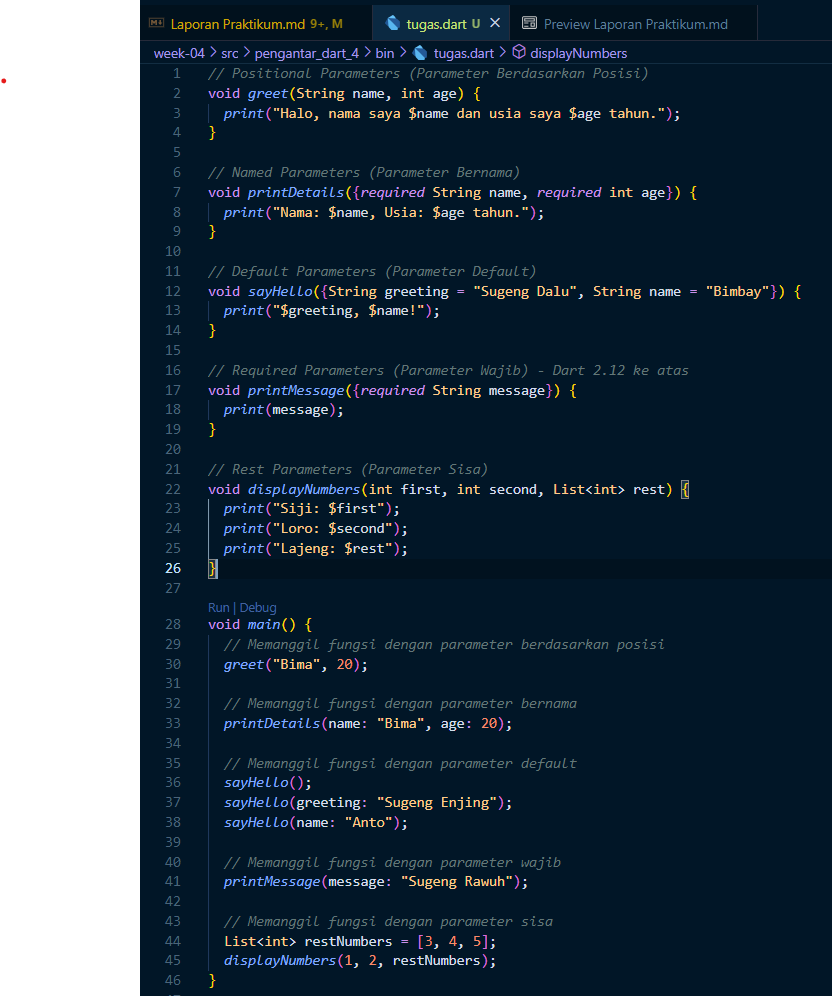 Laporan Praktikum.md 9+, M tugas.dart U Preview Laporan Praktikum.md
week-04 > src > pengantar_dart_4 > bin > tugas.dart > displayNumbers
1 // Positional Parameters (Parameter Berdasarkan Posisi)
2 void greet(String name, int age) {
3   print("Halo, nama saya $name dan usia saya $age tahun.");
4 }
5
6 // Named Parameters (Parameter Bernama)
7 void printDetails({required String name, required int age}) {
8   print("Nama: $name, Usia: $age tahun.");
9 }
10
11 // Default Parameters (Parameter Default)
12 void sayHello({String greeting = "Sugeng Dalu", String name = "Bimbay"}) {
13   print("$greeting, $name!");
14 }
15
16 // Required Parameters (Parameter Wajib) - Dart 2.12 ke atas
17 void printMessage({required String message}) {
18   print(message);
19 }
20
21 // Rest Parameters (Parameter Sisa)
22 void displayNumbers(int first, int second, List<int> rest) {
23   print("Siji: $first");
24   print("Loro: $second");
25   print("Lajeng: $rest");
26 }
27
Run | Debug
28 void main() {
29   // Memanggil fungsi dengan parameter berdasarkan posisi
30   greet("Bima", 20);
31
32   // Memanggil fungsi dengan parameter bernama
33   printDetails(name: "Bima", age: 20);
34
35   // Memanggil fungsi dengan parameter default
36   sayHello();
37   sayHello(greeting: "Sugeng Enjing");
38   sayHello(name: "Anto");
39
40   // Memanggil fungsi dengan parameter wajib
41   printMessage(message: "Sugeng Rawuh");
42
43   // Memanggil fungsi dengan parameter sisa
44   List<int> restNumbers = [3, 4, 5];
45   displayNumbers(1, 2, restNumbers);
46 }